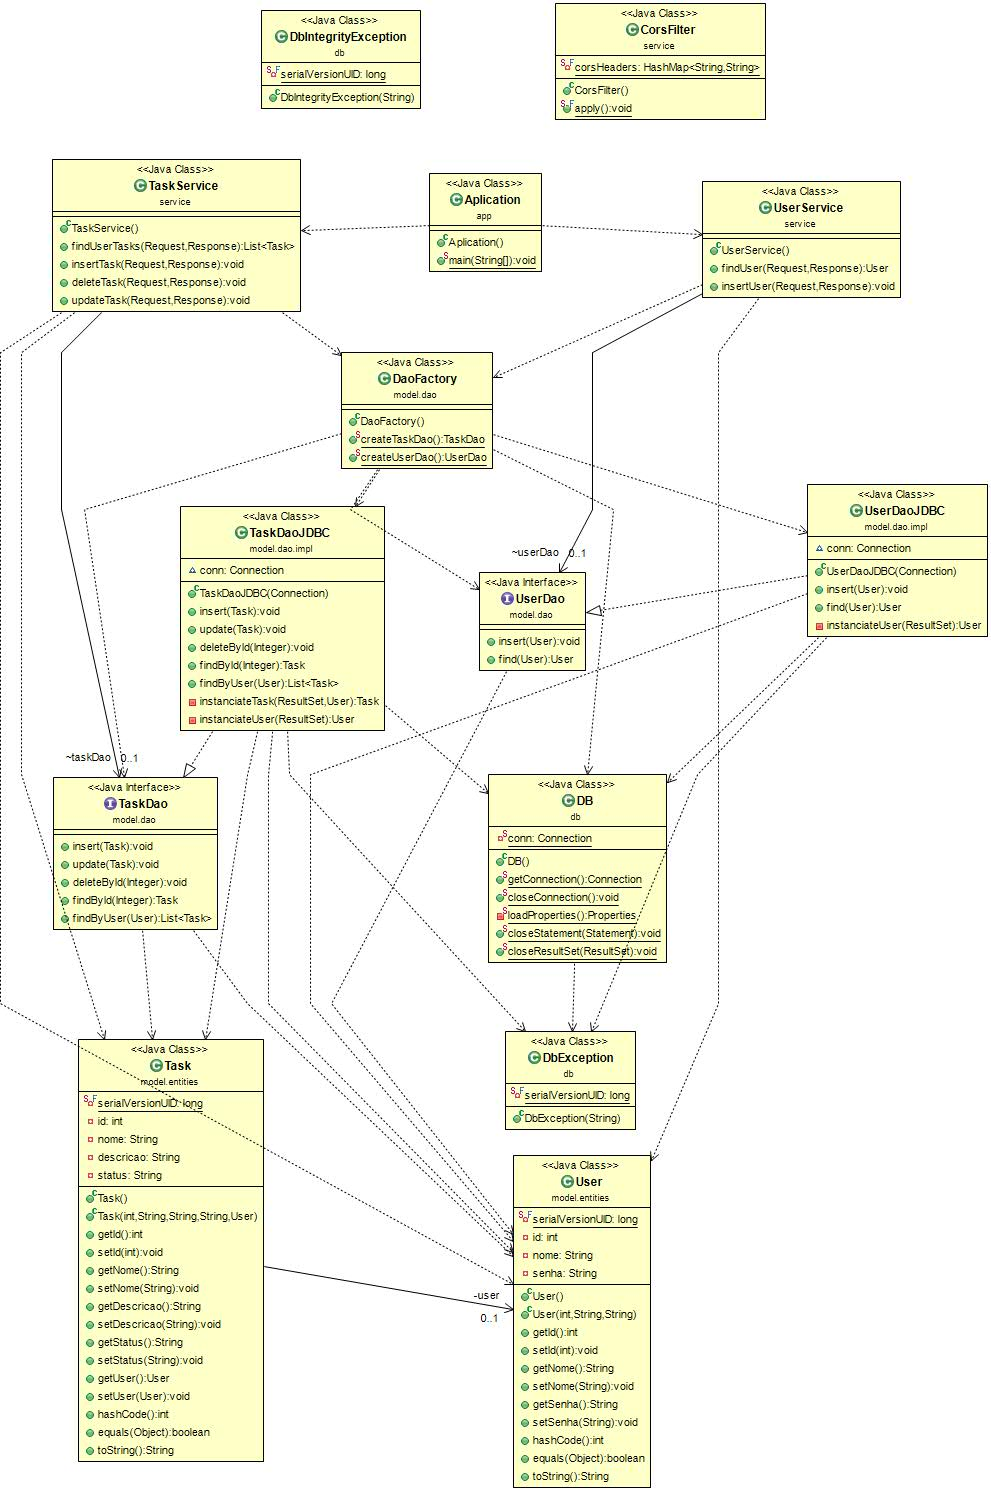 <<Java Class>>
DbIntegrityException
db
serialVersionUID: long
DbIntegrityException(String)
<<Java Class>>
CorsFilter
service
corsHeaders: HashMap<String,String>
CorsFilter()
apply():void
<<Java Class>>
TaskService
service
TaskService()
findUserTasks(Request,Response):List<Task>
insertTask(Request,Response):void
deleteTask(Request,Response):void
updateTask(Request,Response):void
<<Java Class>>
Aplication
app
Aplication()
main(String[]):void
<<Java Class>>
UserService
service
UserService()
findUser(Request,Response):User
insertUser(Request,Response):void
<<Java Class>>
DaoFactory
model.dao
DaoFactory()
createTaskDao():TaskDao
createUserDao():UserDao
<<Java Class>>
TaskDaoJDBC
model.dao.impl
conn: Connection
TaskDaoJDBC(Connection)
insert(Task):void
update(Task):void
deleteById(Integer):void
findById(Integer):Task
findByUser(User):List<Task>
instanciateTask(ResultSet,User):Task
instanciateUser(ResultSet):User
<<Java Class>>
UserDaoJDBC
model.dao.impl
conn: Connection
UserDaoJDBC(Connection)
insert(User):void
find(User):User
instanciateUser(ResultSet):User
~userDao 0..1
<<Java Interface>>
UserDao
model.dao
insert(User):void
find(User):User
~taskDao 0..1
<<Java Interface>>
TaskDao
model.dao
insert(Task):void
update(Task):void
deleteById(Integer):void
findById(Integer):Task
findByUser(User):List<Task>
<<Java Class>>
DB
db
conn: Connection
DB()
getConnection():Connection
closeConnection():void
loadProperties():Properties
closeStatement(Statement):void
closeResultSet(ResultSet):void
<<Java Class>>
DbException
db
serialVersionUID: long
DbException(String)
<<Java Class>>
Task
model.entities
serialVersionUID: long
id: int
nome: String
descricao: String
status: String
Task()
Task(int,String,String,String,User)
getId():int
setId(int):void
getNome():String
setNome(String):void
getDescricao():String
setDescricao(String):void
getStatus():String
setStatus(String):void
getUser():User
setUser(User):void
hashCode():int
equals(Object):boolean
toString():String
-user
0..1
<<Java Class>>
User
model.entities
serialVersionUID: long
id: int
nome: String
senha: String
User()
User(int,String,String)
getId():int
setId(int):void
getNome():String
setNome(String):void
getSenha():String
setSenha(String):void
hashCode():int
equals(Object):boolean
toString():String